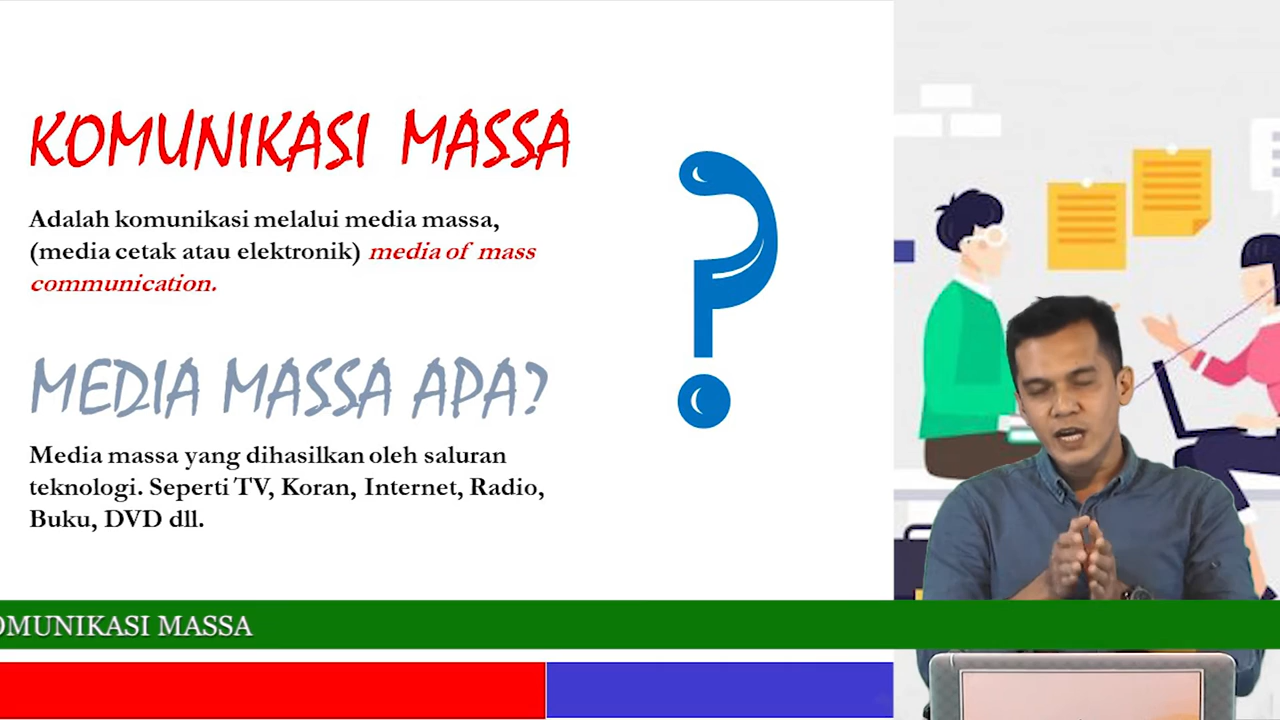 KOMUNIKASI MASSA
Adalah komunikasi melalui media massa,
(media cetak atau elektronik) media of mass
communication.
MEDIA MASSA APA?
Media massa yang dihasilkan oleh saluran
teknologi. Seperti TV, Koran, Internet, Radio,
Buku, DVD dll.
OMUNIKASI MASSA